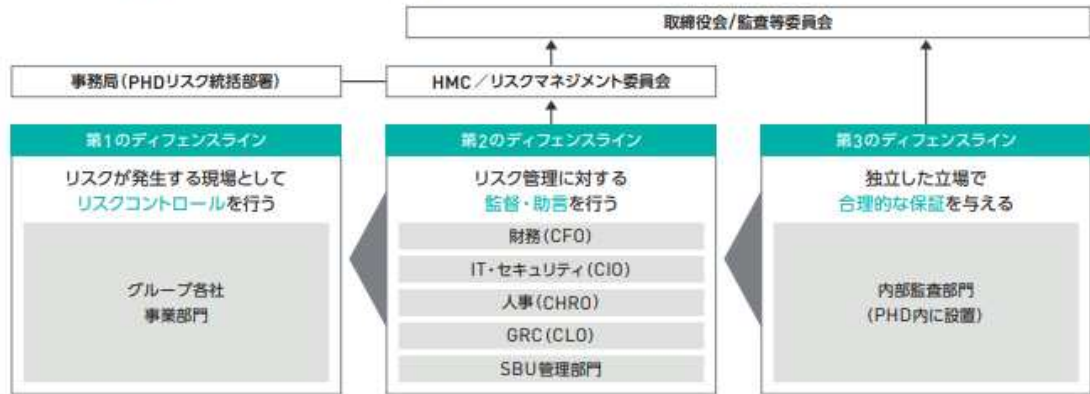 取締役会/監査等委員会
事務局(PHDリスク統括部署)
HMC／リスクマネジメント委員会
第1のディフェンスライン
リスクが発生する現場として
リスクコントロールを行う
グループ各社
事業部門
第2のディフェンスライン
リスク管理に対する
監督・助言を行う
財務(CFO)
IT・セキュリティ(CIO)
人事(CHRO)
GRC(CLO)
SBU管理部門
第3のディフェンスライン
独立した立場で
合理的な保証を与える
内部監査部門
(PHD内に設置)